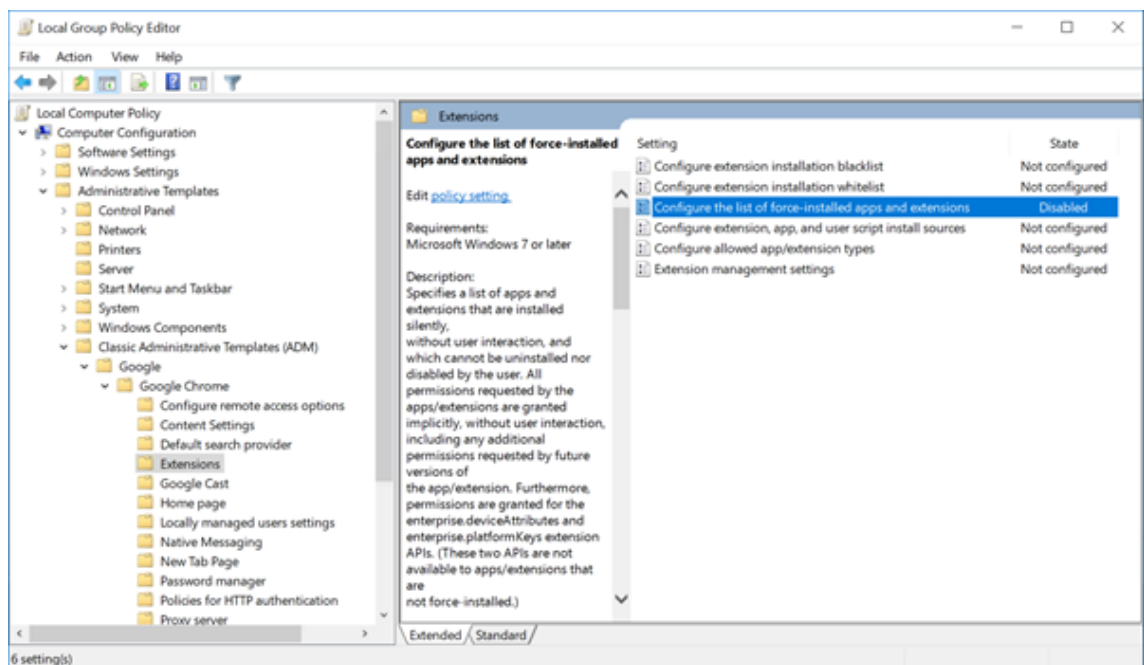 Local Group Policy Editor
File Action View Help
Local Computer Policy
Computer Configuration
Software Settings
Windows Settings
Administrative Templates
Control Panel
Network
Printers
Server
Start Menu and Taskbar
System
Windows Components
Classic Administrative Templates (ADM)
Google
Google Chrome
Configure remote access options
Content Settings
Default search provider
Extensions
Google Cast
Home page
Locally managed users settings
Native Messaging
New Tab Page
Password manager
Policies for HTTP authentication
Proxy server
Extensions
Configure the list of force-installed
apps and extensions
Edit policy setting.
Requirements:
Microsoft Windows 7 or later
Description:
Specifies a list of apps and
extensions that are installed
silently,
without user interaction, and
which cannot be uninstalled nor
disabled by the user. All
permissions requested by the
apps/extensions are granted
implicitly, without user interaction,
including any additional
permissions requested by future
versions of
the app/extension. Furthermore,
permissions are granted for the
enterprise.deviceAttributes and
enterprise.platformKeys extension
APIs. (These two APIs are not
available to apps/extensions that
are
not force-installed.)
Setting State
Configure extension installation blacklist Not configured
Configure extension installation whitelist Not configured
Configure the list of force-installed apps and extensions Disabled
Configure extension, app, and user script install sources Not configured
Configure allowed app/extension types Not configured
Extension management settings Not configured
Extended Standard
6 setting(s)